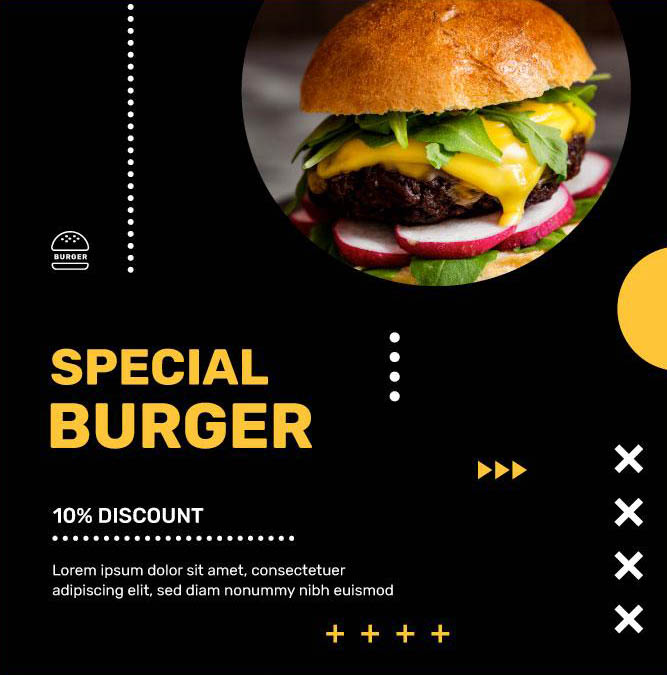 BURGER
SPECIAL
BURGER
10% DISCOUNT
Lorem ipsum dolor sit amet, consectetuer
adipiscing elit, sed diam nonummy nibh euismod